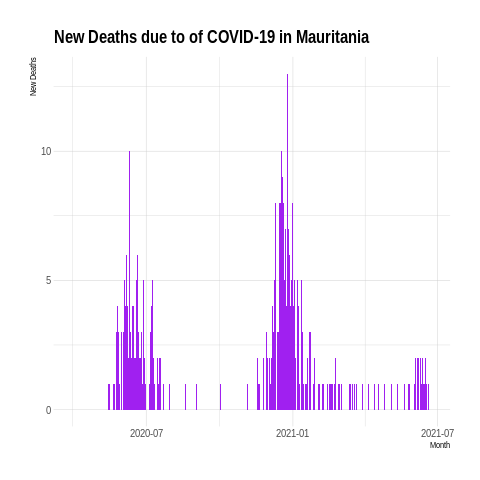 New Deaths due to of COVID-19 in Mauritania
New Deaths
10
5
0
2020-07
2021-01
2021-07
Month